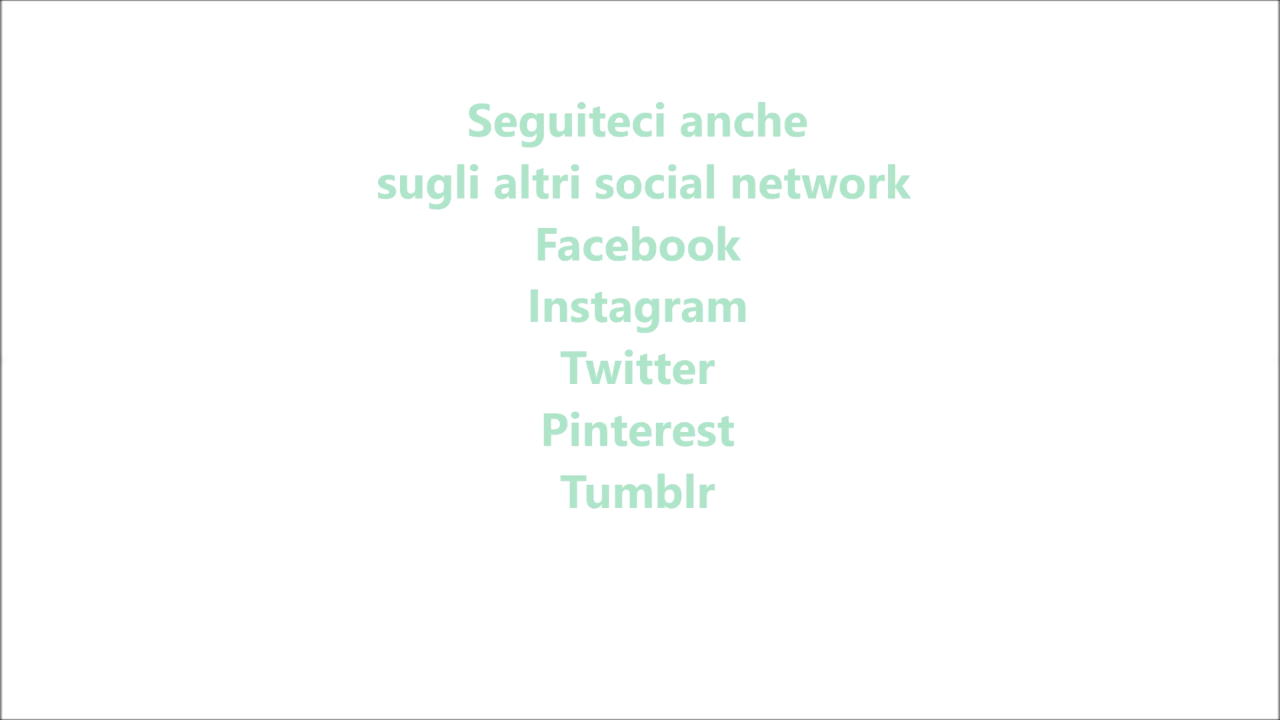 Seguiteci anche
sugli altri social network
Facebook
Instagram
Twitter
Pinterest
Tumblr